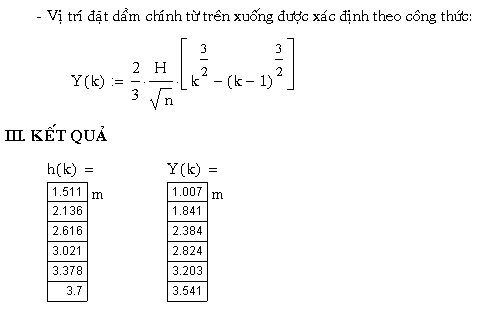 - Vị trí đặt dầm chính từ trên xuống được xác định theo công thức:
Y(k) := 2/3 · H/√n · [k^(3/2) − (k − 1)^(3/2)]
III. KẾT QUẢ
h(k) = Y(k) =
1.511 m 1.007 m
2.136 1.841
2.616 2.384
3.021 2.824
3.378 3.203
3.7 3.541